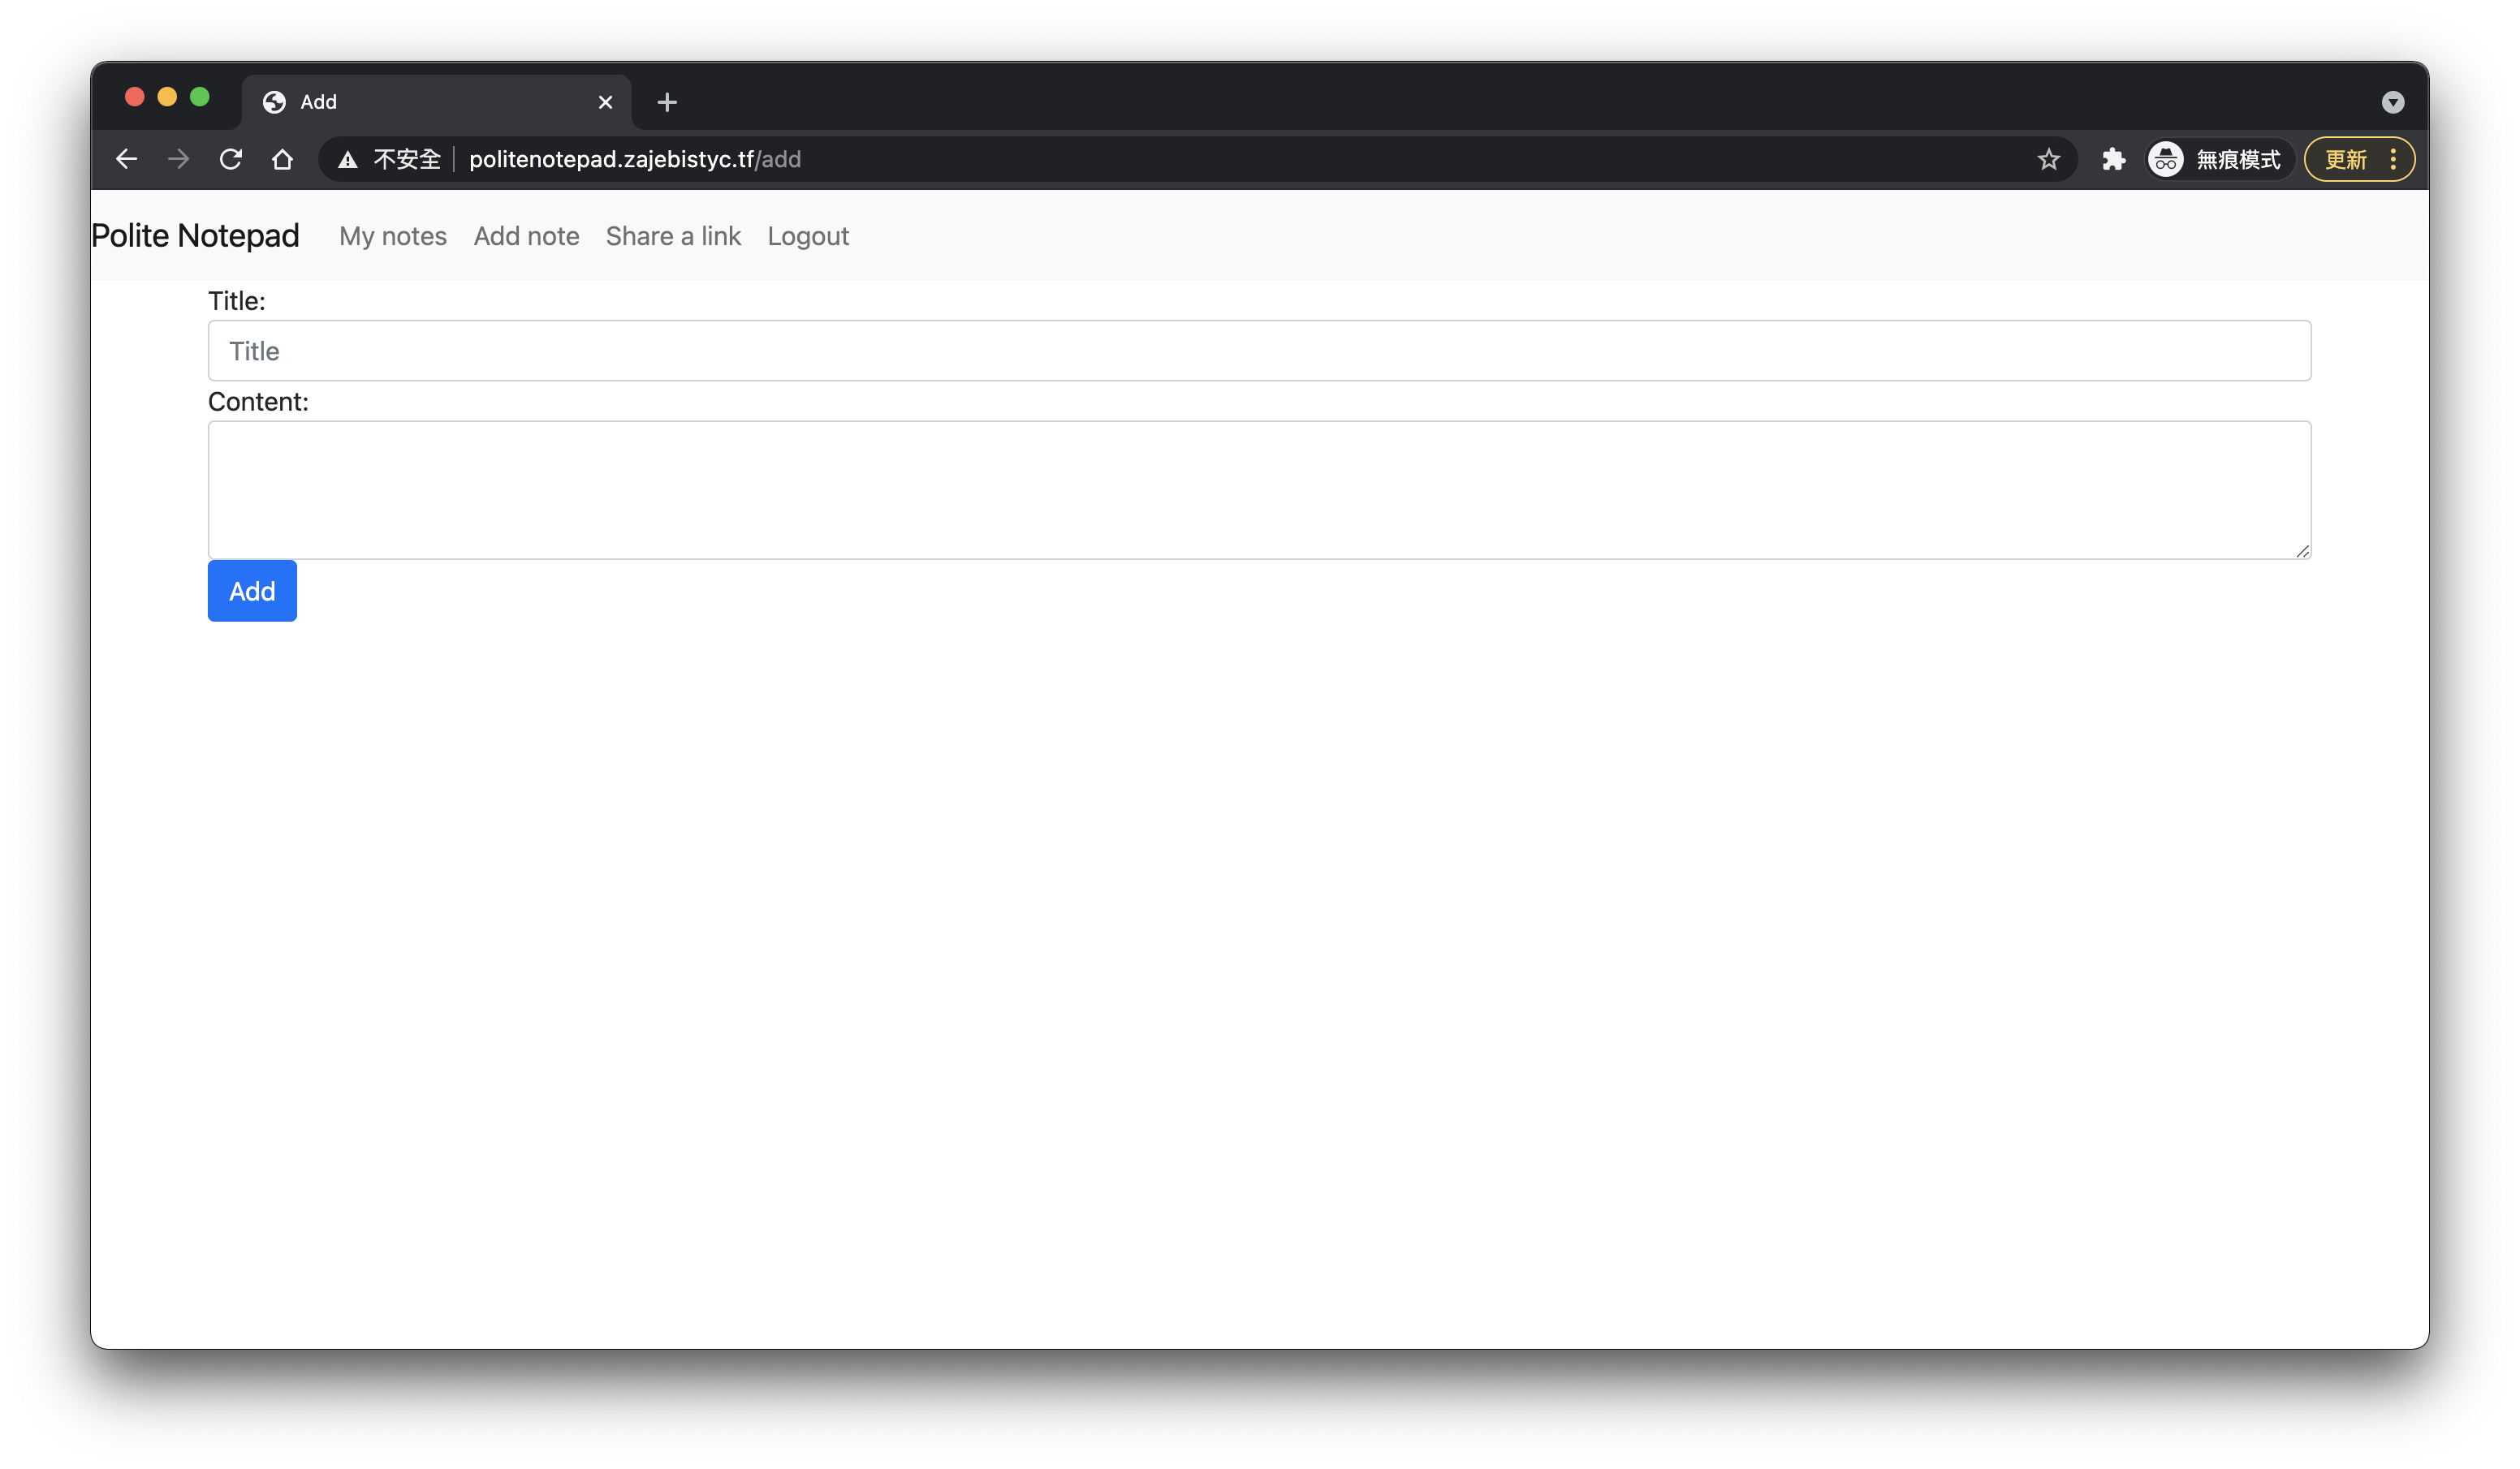 Add
不安全 politenotepad.zajebistyc.tf/add 無痕模式 更新
Polite Notepad My notes Add note Share a link Logout
Title:
Title
Content:
Add